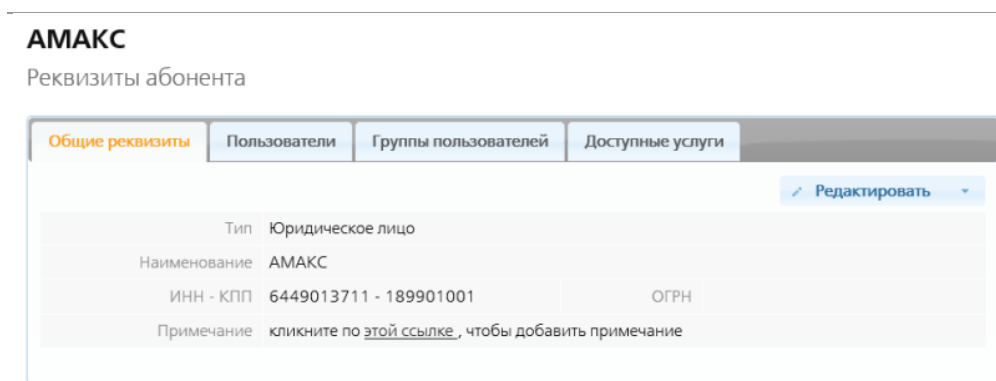 АМАКС
Реквизиты абонента
Общие реквизиты Пользователи Группы пользователей Доступные услуги
Редактировать
Тип Юридическое лицо
Наименование АМАКС
ИНН - КПП 6449013711 - 189901001 ОГРН
Примечание кликните по этой ссылке , чтобы добавить примечание